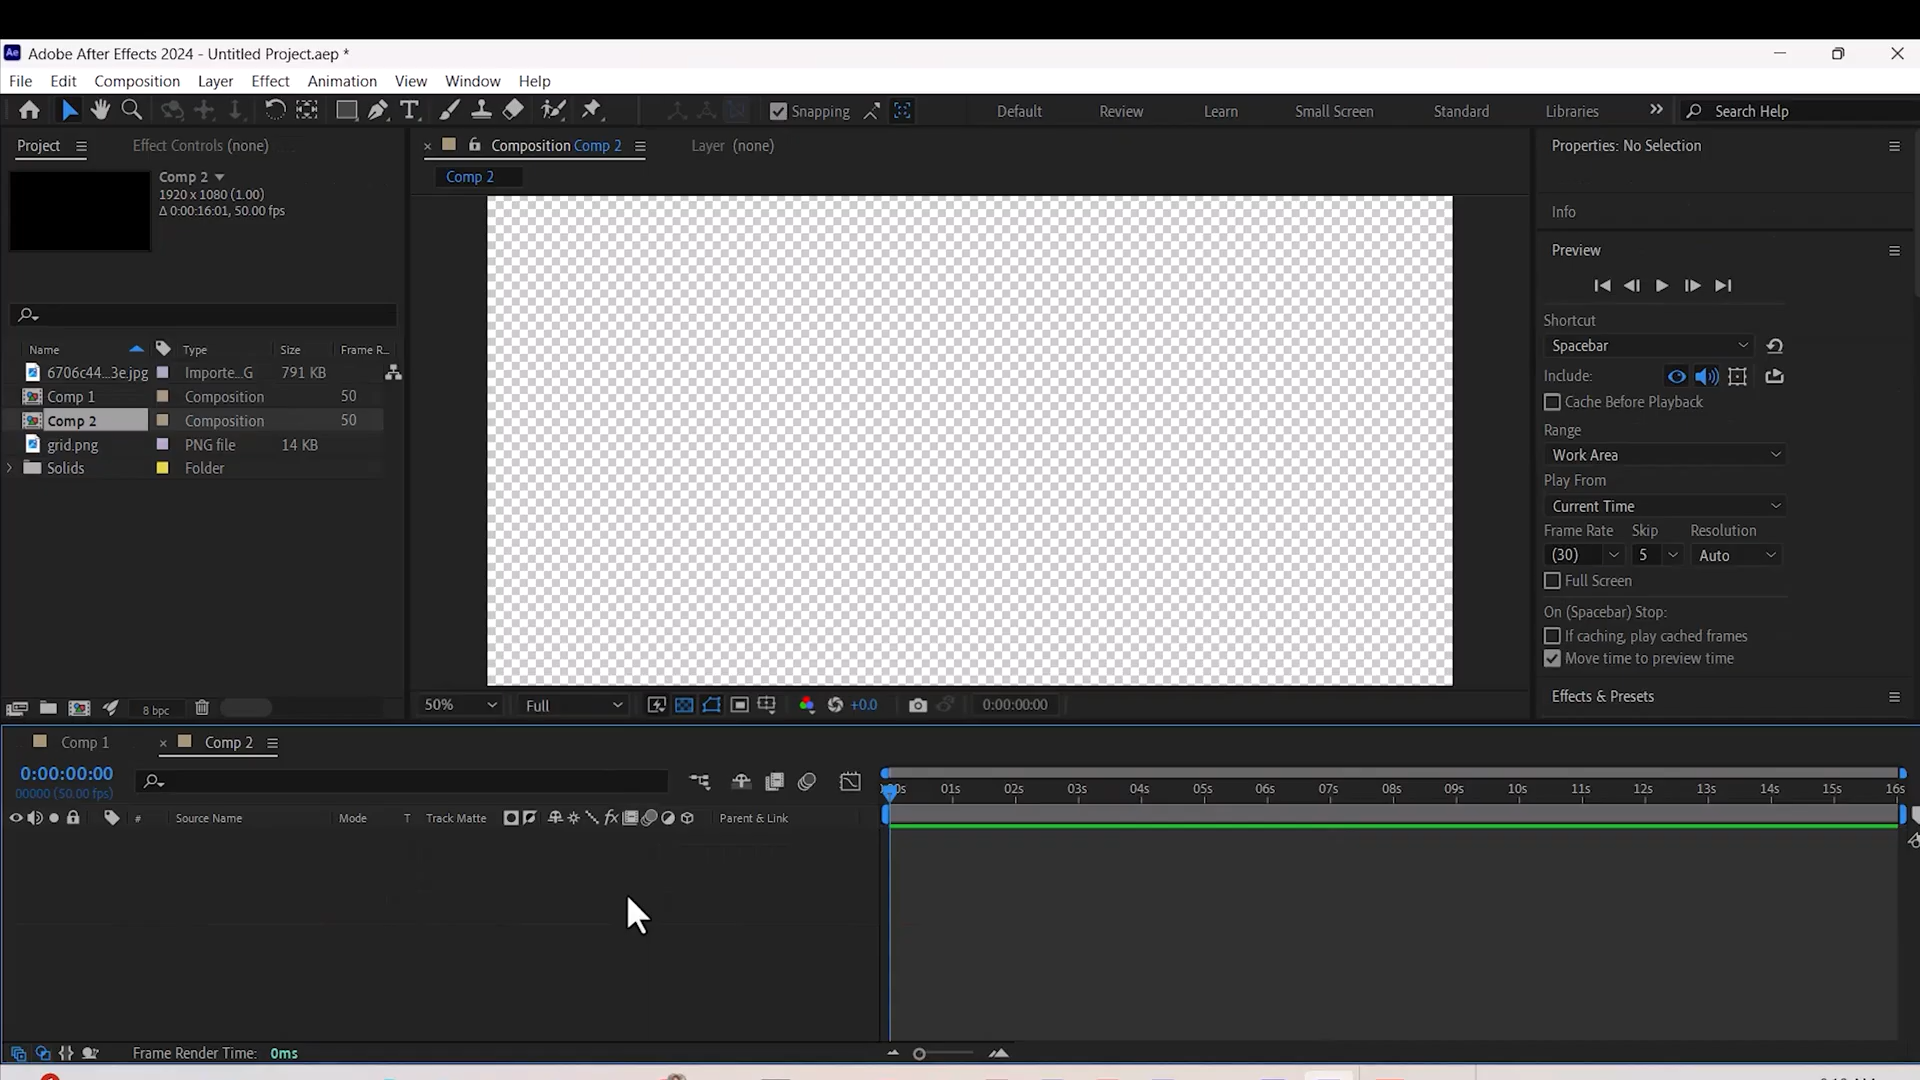 Adobe After Effects 2024 - Untitled Project.aep *
File Edit Composition Layer Effect Animation View Window Help
Snapping Default Review Learn Small Screen Standard Libraries Search Help
Project Effect Controls (none)
Comp 2
1920 x 1080 (1.00)
Δ 0:00:16:01, 50.00 fps
Name Type Size Frame R...
6706c44...3e.jpg Importe...G 791 KB
Comp 1 Composition 50
Comp 2 Composition 50
grid.png PNG file 14 KB
Solids Folder
8 bpc
Composition Comp 2 Layer (none)
Comp 2
50% Full +0.0 0:00:00:00
Properties: No Selection
Info
Preview
Shortcut
Spacebar
Include:
Cache Before Playback
Range
Work Area
Play From
Current Time
Frame Rate Skip Resolution
(30) 5 Auto
Full Screen
On (Spacebar) Stop:
If caching, play cached frames
Move time to preview time
Effects & Presets
Comp 1 Comp 2
0:00:00:00
00000 (50.00 fps)
# Source Name Mode T Track Matte Parent & Link
01s 02s 03s 04s 05s 06s 07s 08s 09s 10s 11s 12s 13s 14s 15s 16s
Frame Render Time: 0ms